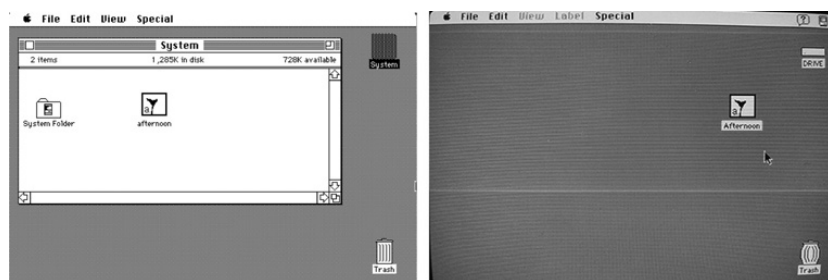 File Edit View Special
System
2 items 1,285K in disk 728K available
System
System Folder
afternoon
a
Trash
File Edit View Label Special
DRIVE
a
Afternoon
Trash